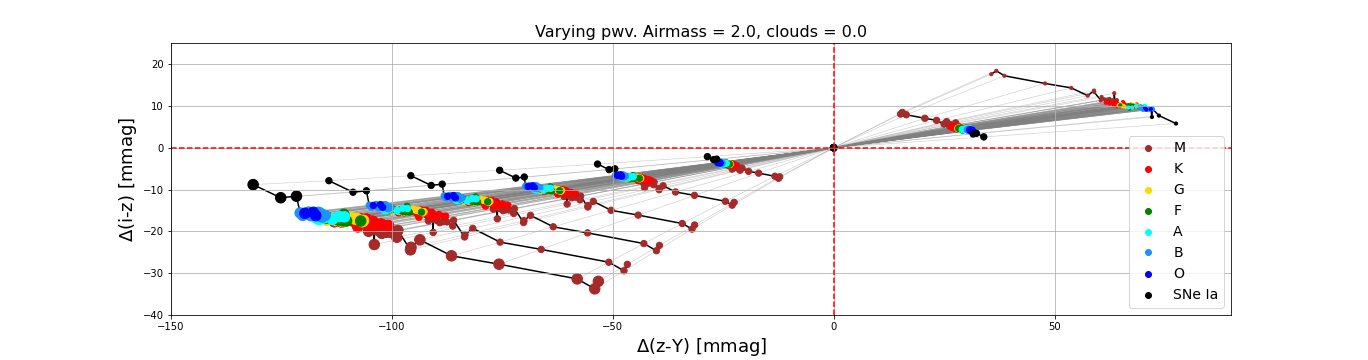 Varying pwv. Airmass = 2.0, clouds = 0.0
Δ(i-z) [mmag]
20
10
0
−10
−20
−30
−40
M
K
G
F
A
B
O
SNe Ia
−150
−100
−50
0
50
Δ(z-Y) [mmag]